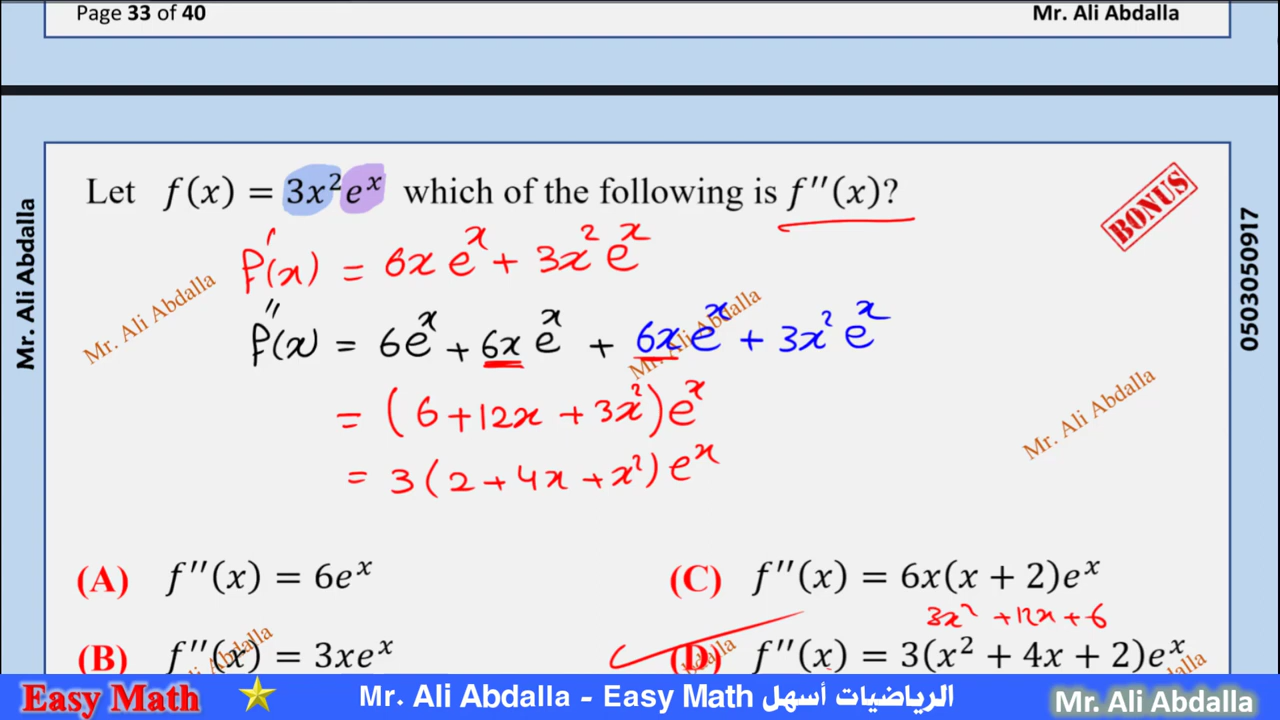 Page 33 of 40
Mr. Ali Abdalla
Let f(x) = 3x²eˣ which of the following is f″(x)?
BONUS
f′(x) = 6x eˣ + 3x² eˣ
Mr. Ali Abdalla
f″(x) = 6eˣ + 6x eˣ + 6x eˣ + 3x² eˣ
Mr. Ali Abdalla
= (6 + 12x + 3x²) eˣ
Mr. Ali Abdalla
= 3(2 + 4x + x²) eˣ
Mr. Ali Abdalla
0503050917
(A) f″(x) = 6eˣ
(C) f″(x) = 6x(x + 2)eˣ
3x² + 12x + 6
(B) f″(x) = 3xeˣ
Abdalla
(D) f″(x) = 3(x² + 4x + 2)eˣ
Abdalla
Abdalla
Easy Math
Mr. Ali Abdalla - Easy Math الرياضيات أسهل
Mr. Ali Abdalla